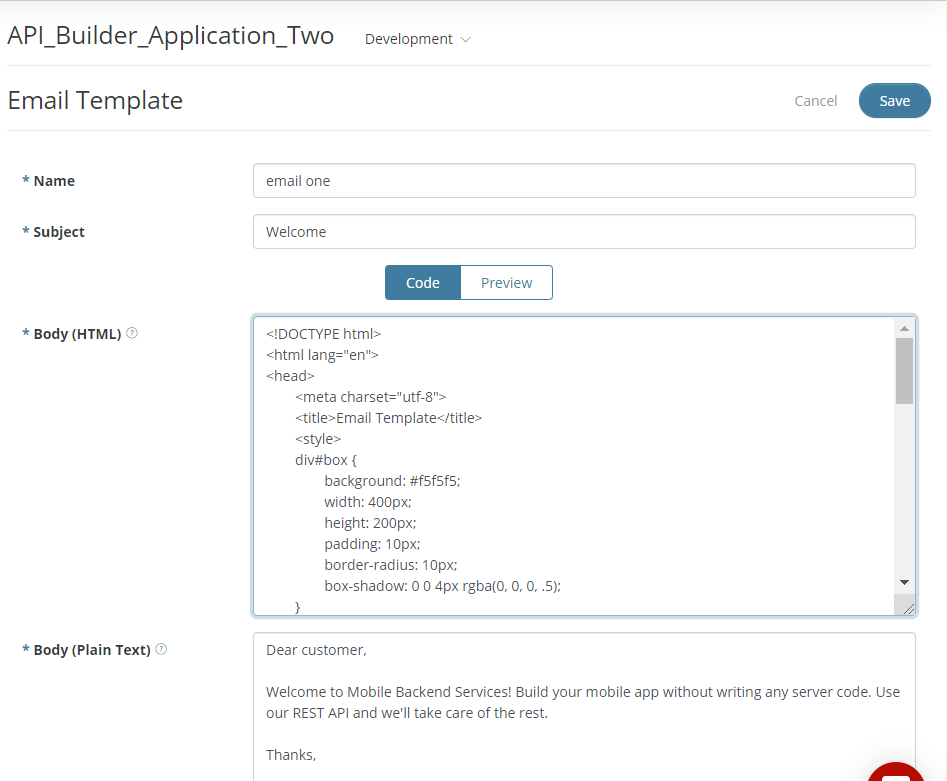 API_Builder_Application_Two Development
Email Template Cancel Save
* Name email one
* Subject Welcome
Code Preview
* Body (HTML) ? <!DOCTYPE html>
<html lang="en">
<head>
<meta charset="utf-8">
<title>Email Template</title>
<style>
div#box {
background: #f5f5f5;
width: 400px;
height: 200px;
padding: 10px;
border-radius: 10px;
box-shadow: 0 0 4px rgba(0, 0, 0, .5);
}
* Body (Plain Text) ? Dear customer,
Welcome to Mobile Backend Services! Build your mobile app without writing any server code. Use
our REST API and we'll take care of the rest.
Thanks,